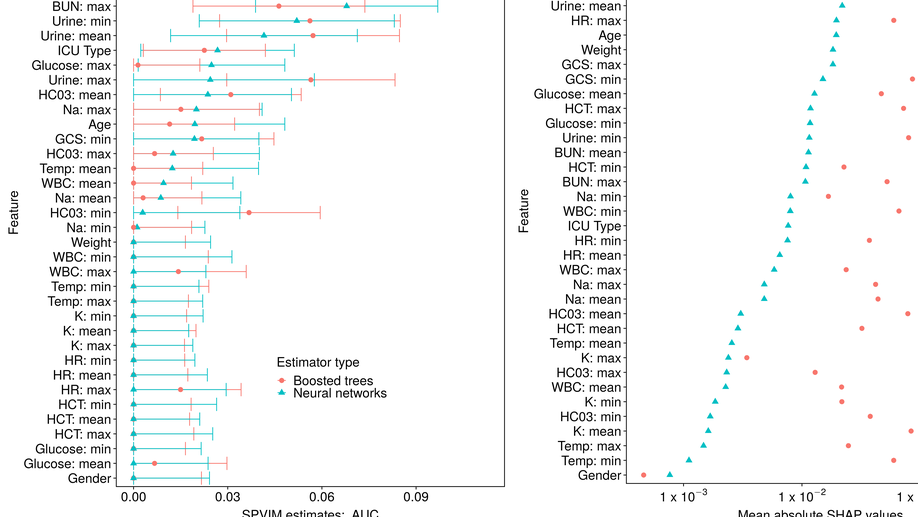 BUN: max
Urine: min
Urine: mean
ICU Type
Glucose: max
Urine: max
HC03: mean
Na: max
Age
GCS: min
HC03: max
Temp: mean
WBC: mean
Na: mean
HC03: min
Na: min
Weight
WBC: min
WBC: max
Temp: min
Temp: max
K: min
K: mean
K: max
HR: min
HR: mean
HR: max
HCT: min
HCT: mean
HCT: max
Glucose: min
Glucose: mean
Gender
Feature
Estimator type
Boosted trees
Neural networks
0.00 0.03 0.06 0.09
SPVIM estimates: AUC
Urine: mean
HR: max
Age
Weight
GCS: max
GCS: min
Glucose: mean
HCT: max
Glucose: min
Urine: min
BUN: mean
HCT: min
BUN: max
Na: min
WBC: min
ICU Type
HR: min
HR: mean
WBC: max
Na: max
Na: mean
HC03: mean
HCT: mean
Temp: mean
K: max
HC03: max
WBC: mean
K: min
HC03: min
K: mean
Temp: max
Temp: min
Gender
Feature
1 x 10⁻³ 1 x 10⁻² 1 x
Mean absolute SHAP values